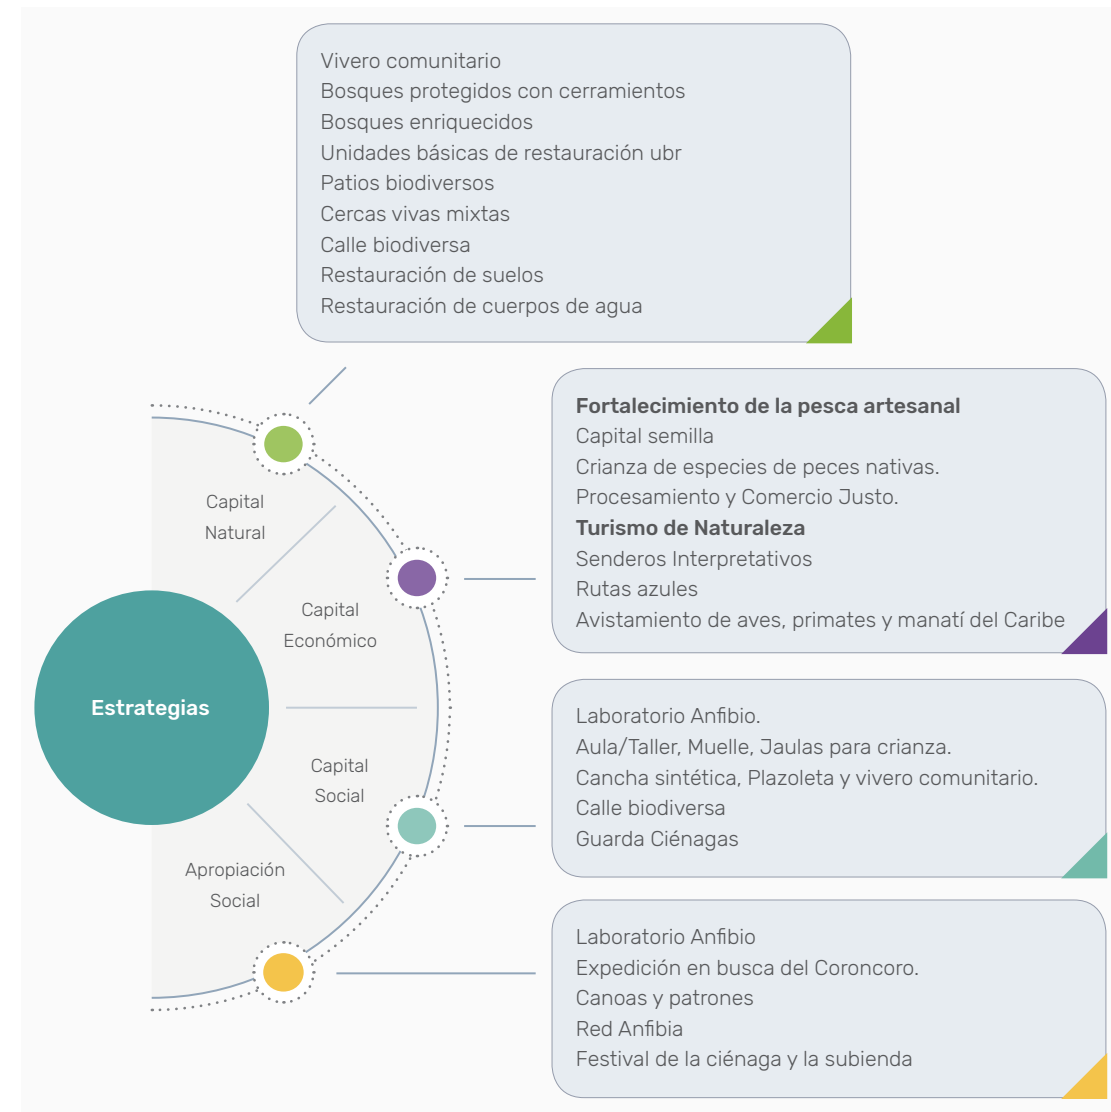 Vivero comunitario
Bosques protegidos con cerramientos
Bosques enriquecidos
Unidades básicas de restauración ubr
Patios biodiversos
Cercas vivas mixtas
Calle biodiversa
Restauración de suelos
Restauración de cuerpos de agua
Capital
Natural
Fortalecimiento de la pesca artesanal
Capital semilla
Crianza de especies de peces nativas.
Procesamiento y Comercio Justo.
Turismo de Naturaleza
Senderos Interpretativos
Rutas azules
Avistamiento de aves, primates y manatí del Caribe
Capital
Económico
Estrategias
Capital
Social
Laboratorio Anfibio.
Aula/Taller, Muelle, Jaulas para crianza.
Cancha sintética, Plazoleta y vivero comunitario.
Calle biodiversa
Guarda Ciénagas
Apropiación
Social
Laboratorio Anfibio
Expedición en busca del Coroncoro.
Canoas y patrones
Red Anfibia
Festival de la ciénaga y la subienda